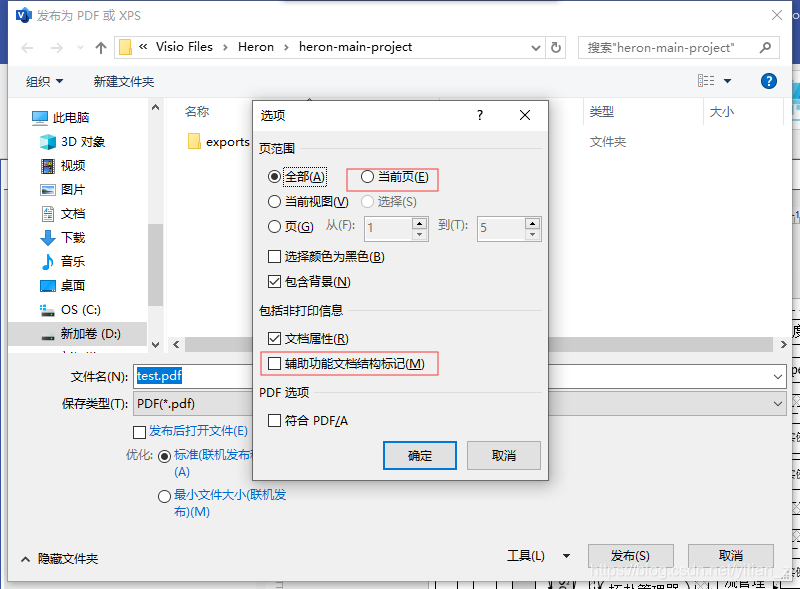 发布为 PDF 或 XPS
« Visio Files › Heron › heron-main-project
搜索"heron-main-project"
组织 新建文件夹
此电脑
3D 对象
视频
图片
文档
下载
音乐
桌面
OS (C:)
新加卷 (D:)
名称 类型 大小
exports 文件夹
选项
页范围
全部(A) 当前页(E)
当前视图(V) 选择(S)
页(G) 从(F): 1 到(T): 5
选择颜色为黑色(B)
包含背景(N)
包括非打印信息
文档属性(R)
辅助功能文档结构标记(M)
PDF 选项
符合 PDF/A
确定 取消
文件名(N): test.pdf
保存类型(T): PDF(*.pdf)
发布后打开文件(E)
优化: 标准(联机发布
(A)
最小文件大小(联机发
布)(M)
隐藏文件夹
工具(L) 发布(S) 取消